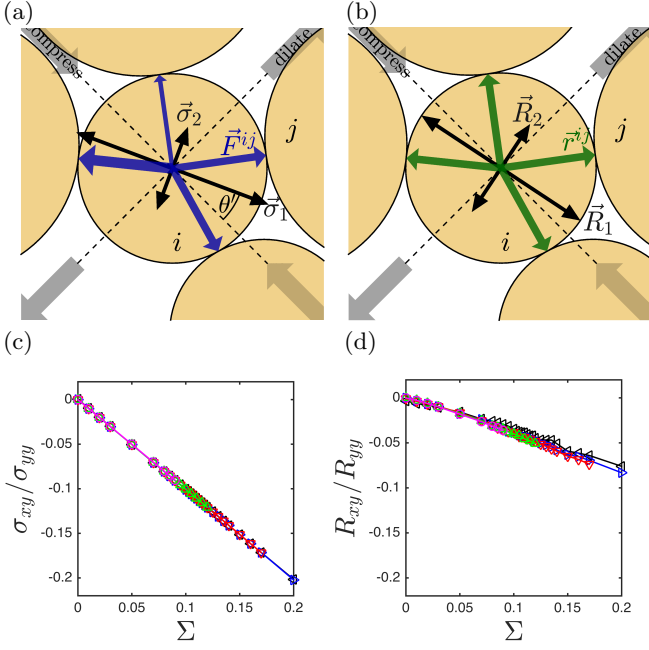 (a) (b)
ompress dilate ompress dilate
σ⃗₂ R⃗₂
F⃗ⁱʲ j r⃗ⁱʲ j
θ′ σ⃗₁ R⃗₁
i i
(c) (d)
σxy/σyy
0
-0.05
-0.1
-0.15
-0.2
0 0.05 0.1 0.15 0.2
Σ
Rxy/Ryy
0
-0.05
-0.1
-0.15
-0.2
0 0.05 0.1 0.15 0.2
Σ